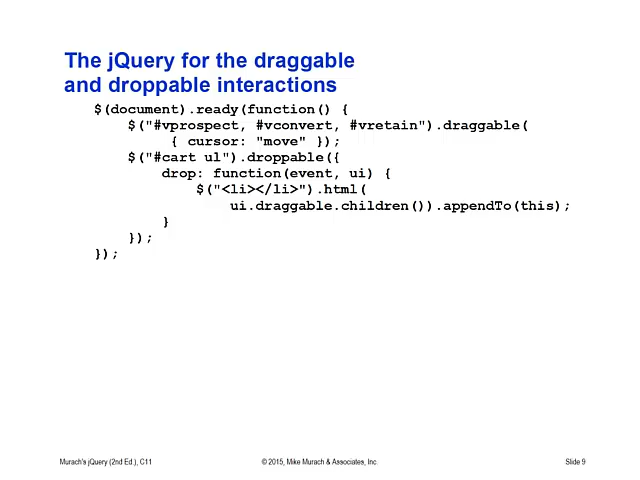 The jQuery for the draggable
and droppable interactions
$(document).ready(function() {
    $("#vprospect, #vconvert, #vretain").draggable(
         { cursor: "move" });
    $("#cart ul").droppable({
        drop: function(event, ui) {
            $("<li></li>").html(
                ui.draggable.children()).appendTo(this);
        }
    });
});
Murach's jQuery (2nd Ed.), C11
© 2015, Mike Murach & Associates, Inc.
Slide 9